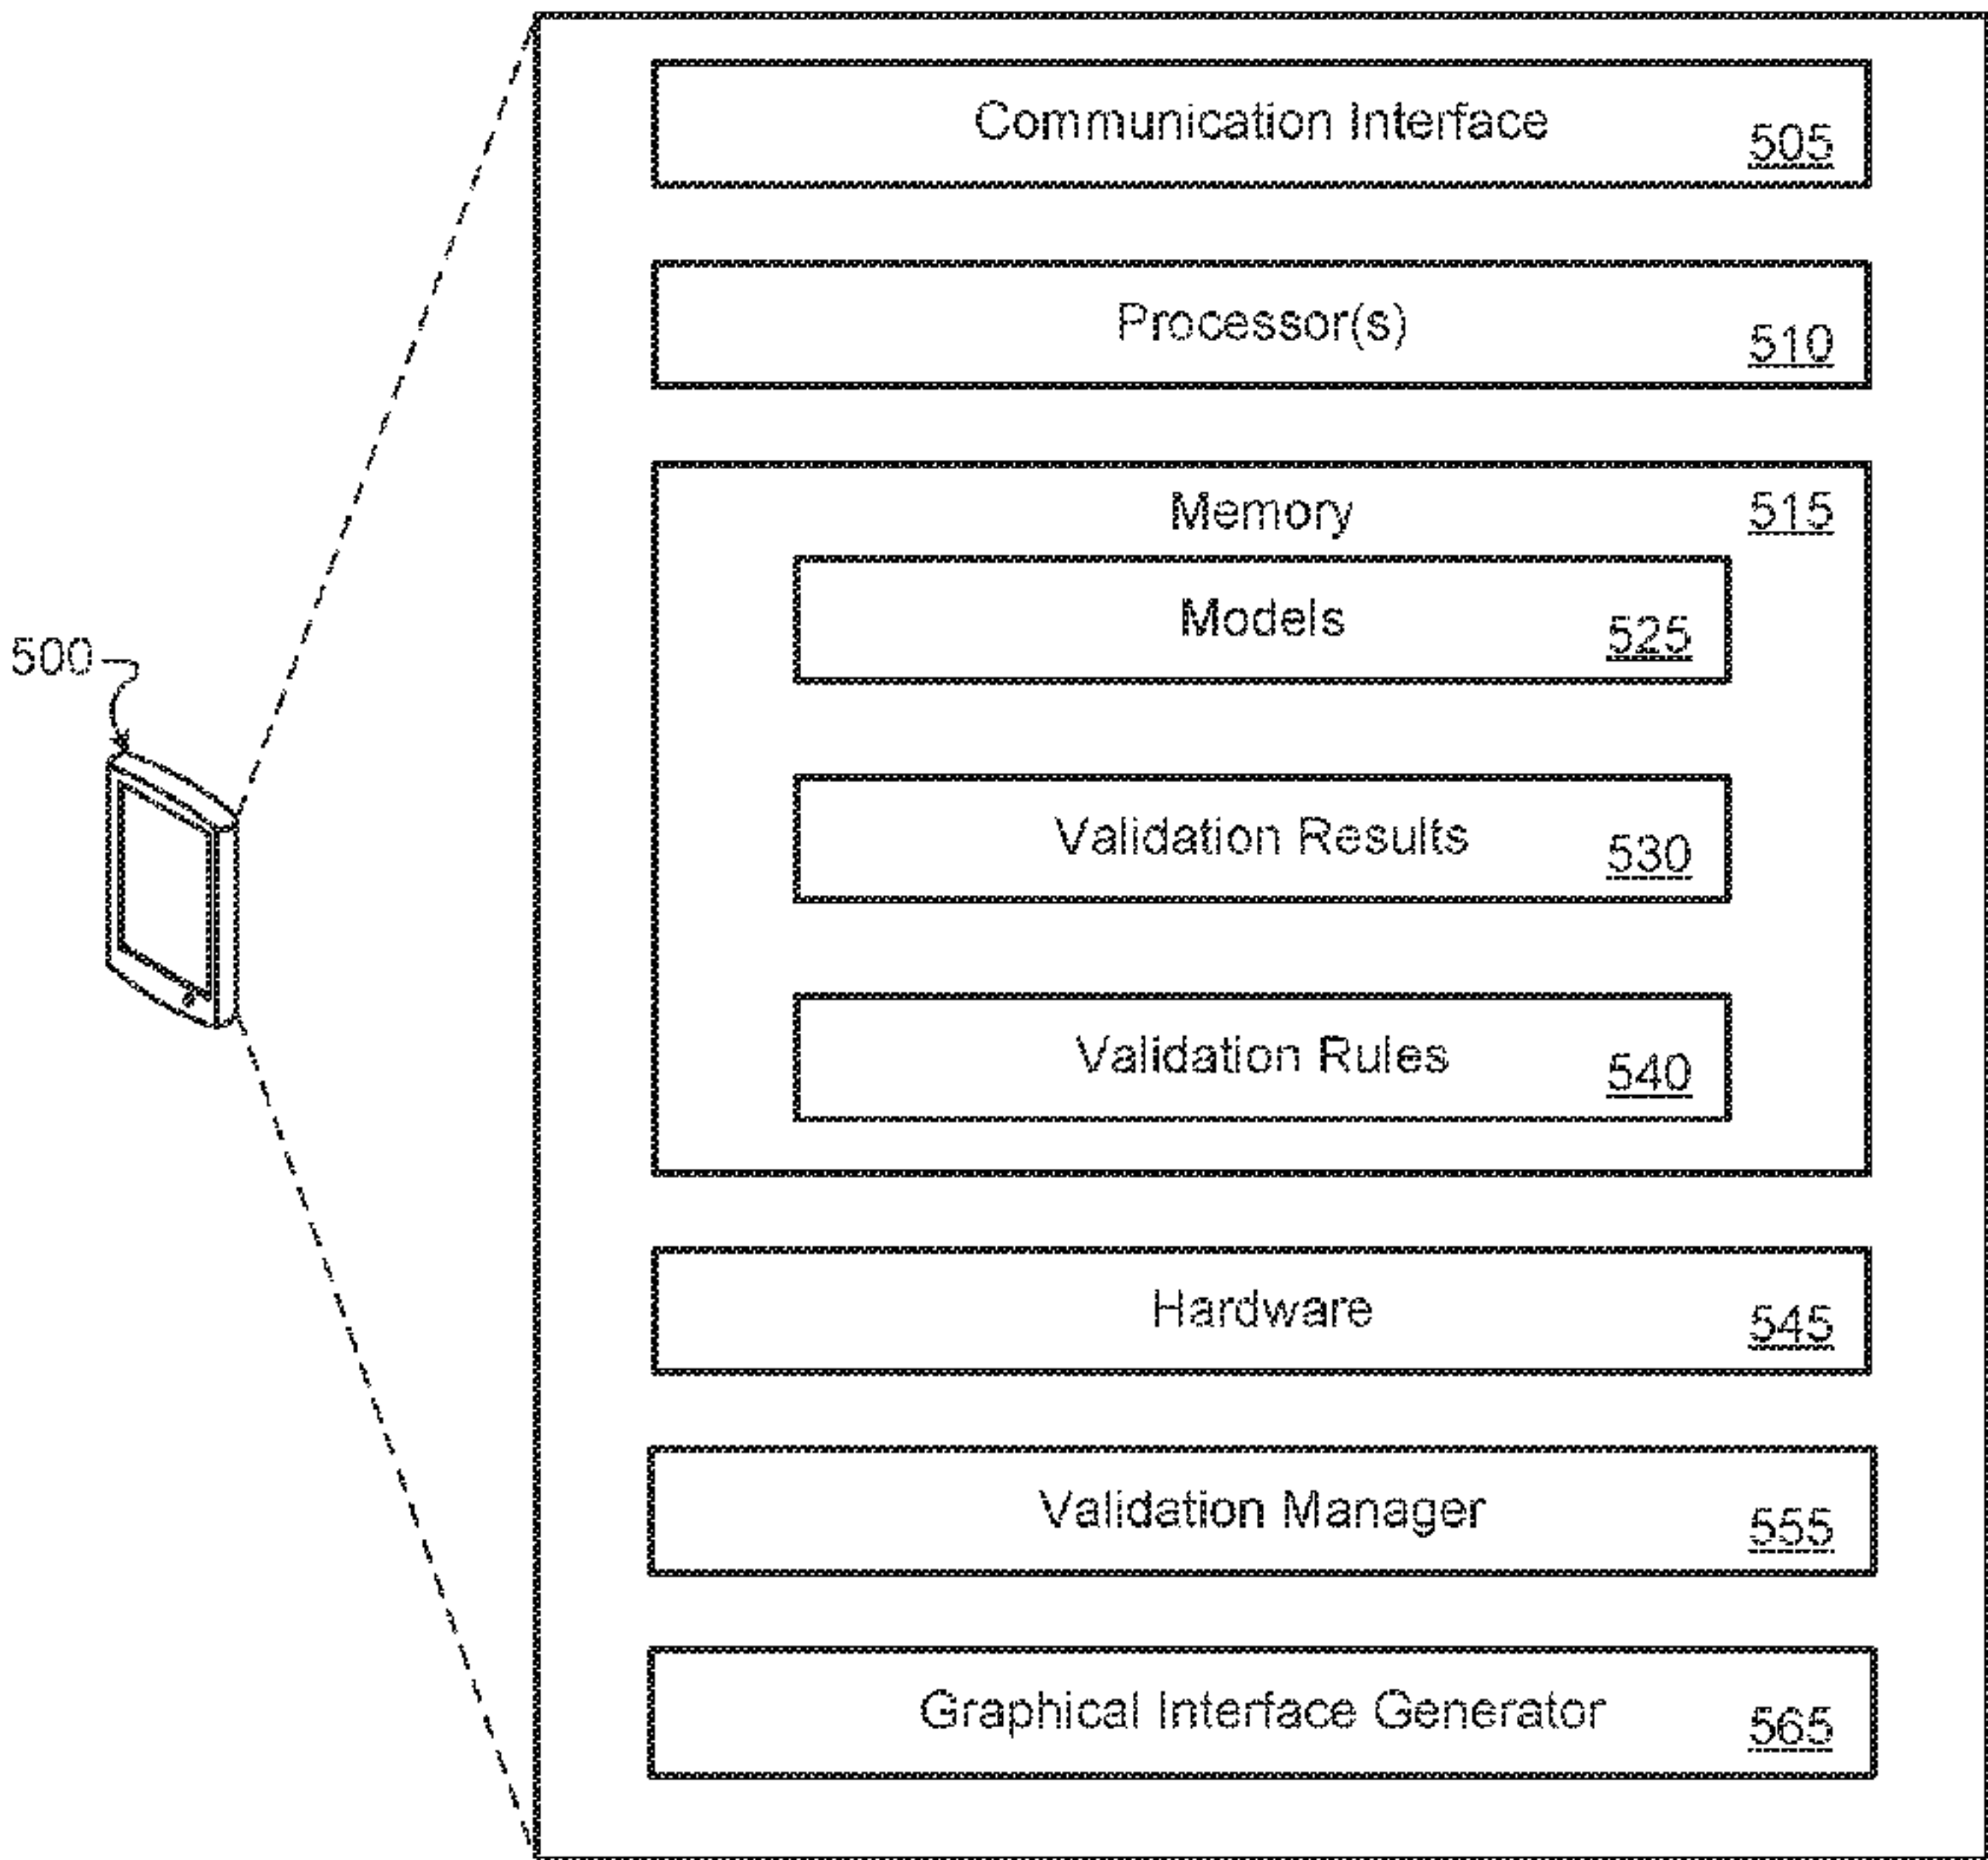 Communication Interface 505
Processor(s) 510
Memory 515
Models 525
500
Validation Results 530
Validation Rules 540
Hardware 545
Validation Manager 555
Graphical Interface Generator 565